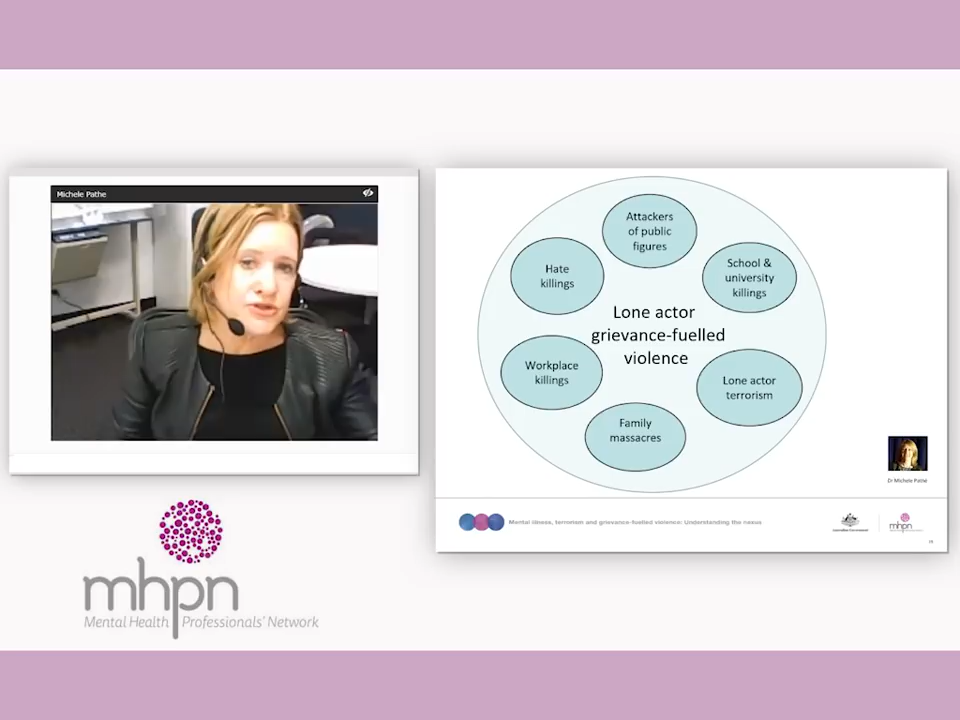 Michele Pathe
Attackers
of public
figures
Hate
killings
School &
university
killings
Lone actor
grievance-fuelled
violence
Workplace
killings
Lone actor
terrorism
Family
massacres
Dr Michele Pathé
Mental illness, terrorism and grievance-fuelled violence: Understanding the nexus
Australian Government
mhpn
mhpn
Mental Health Professionals' Network